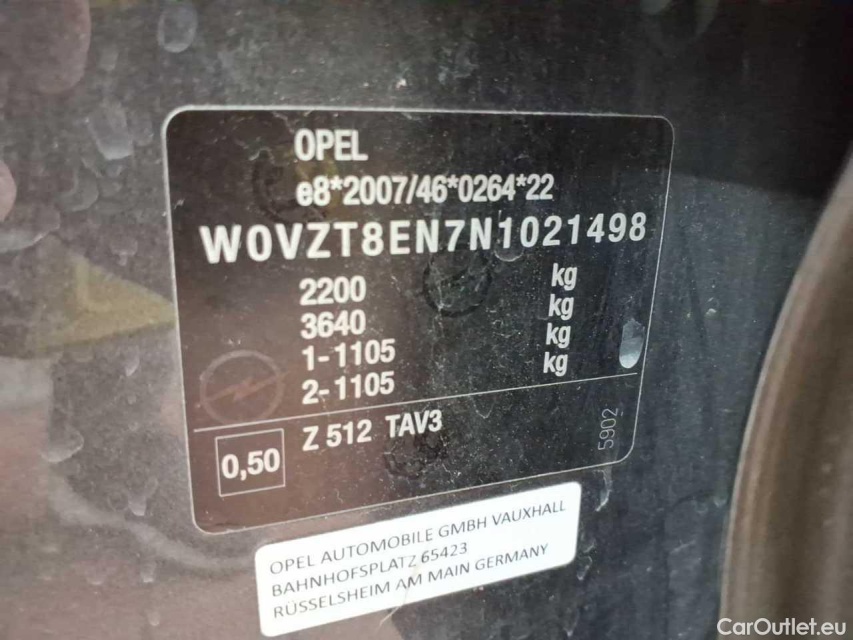 OPEL
e8*2007/46*0264*22
W0VZT8EN7N1021498
2200 kg
3640 kg
1-1105 kg
2-1105 kg
0,50 Z 512 TAV3 5902
OPEL AUTOMOBILE GMBH VAUXHALL
BAHNHOFSPLATZ 65423
RÜSSELSHEIM AM MAIN GERMANY
CarOutlet.eu